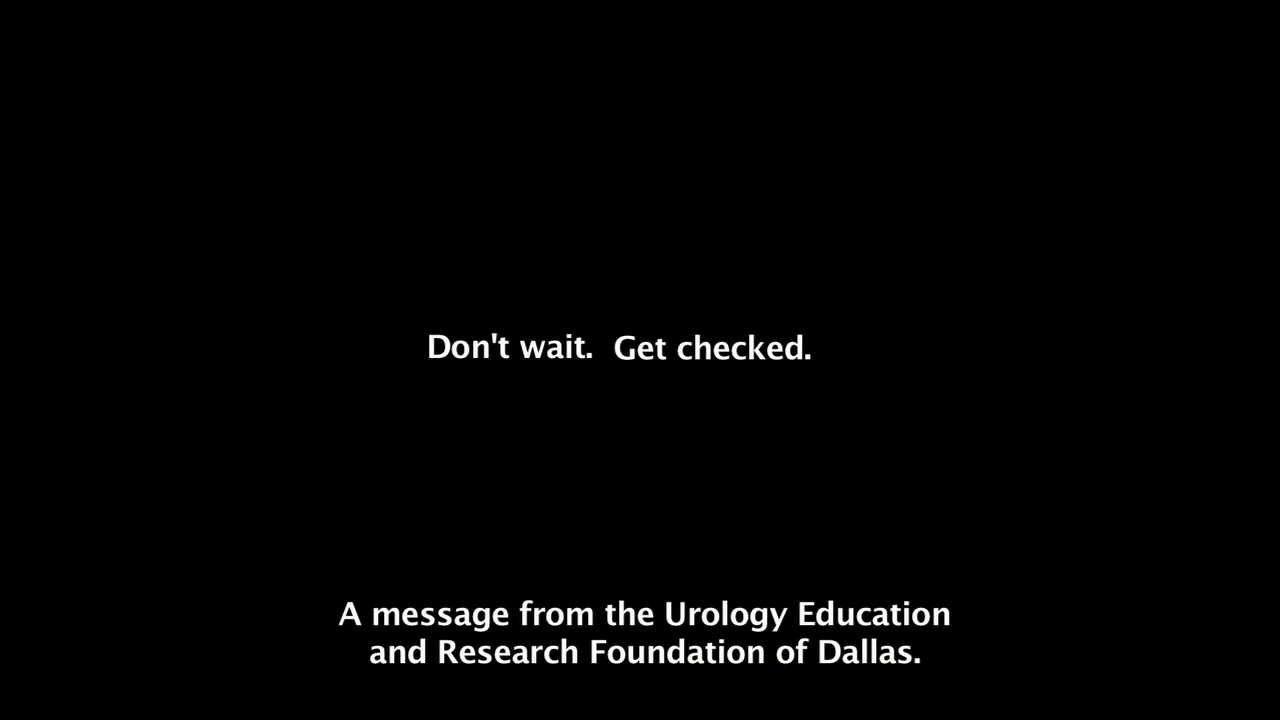 Don't wait. Get checked.
A message from the Urology Education
and Research Foundation of Dallas.